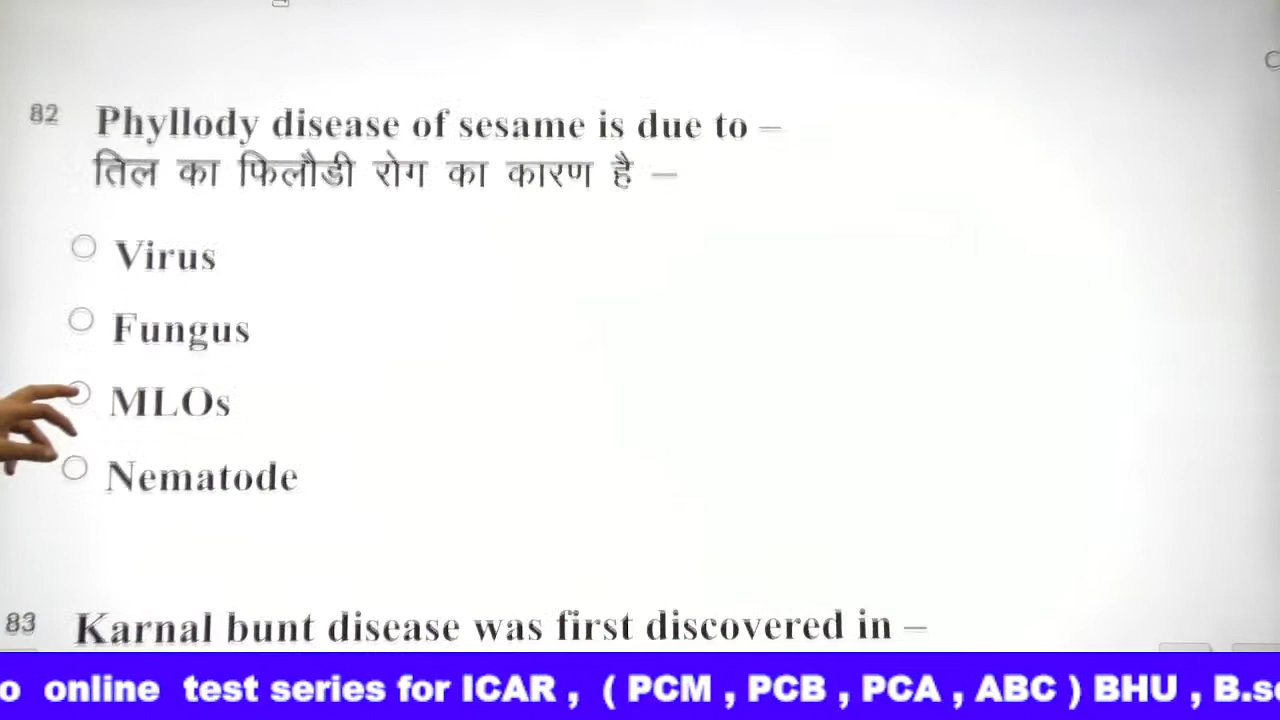 82 Phyllody disease of sesame is due to –
तिल का फिलौडी रोग का कारण है –
Virus
Fungus
MLOs
Nematode
83 Karnal bunt disease was first discovered in –
online test series for ICAR , ( PCM , PCB , PCA , ABC ) BHU ,